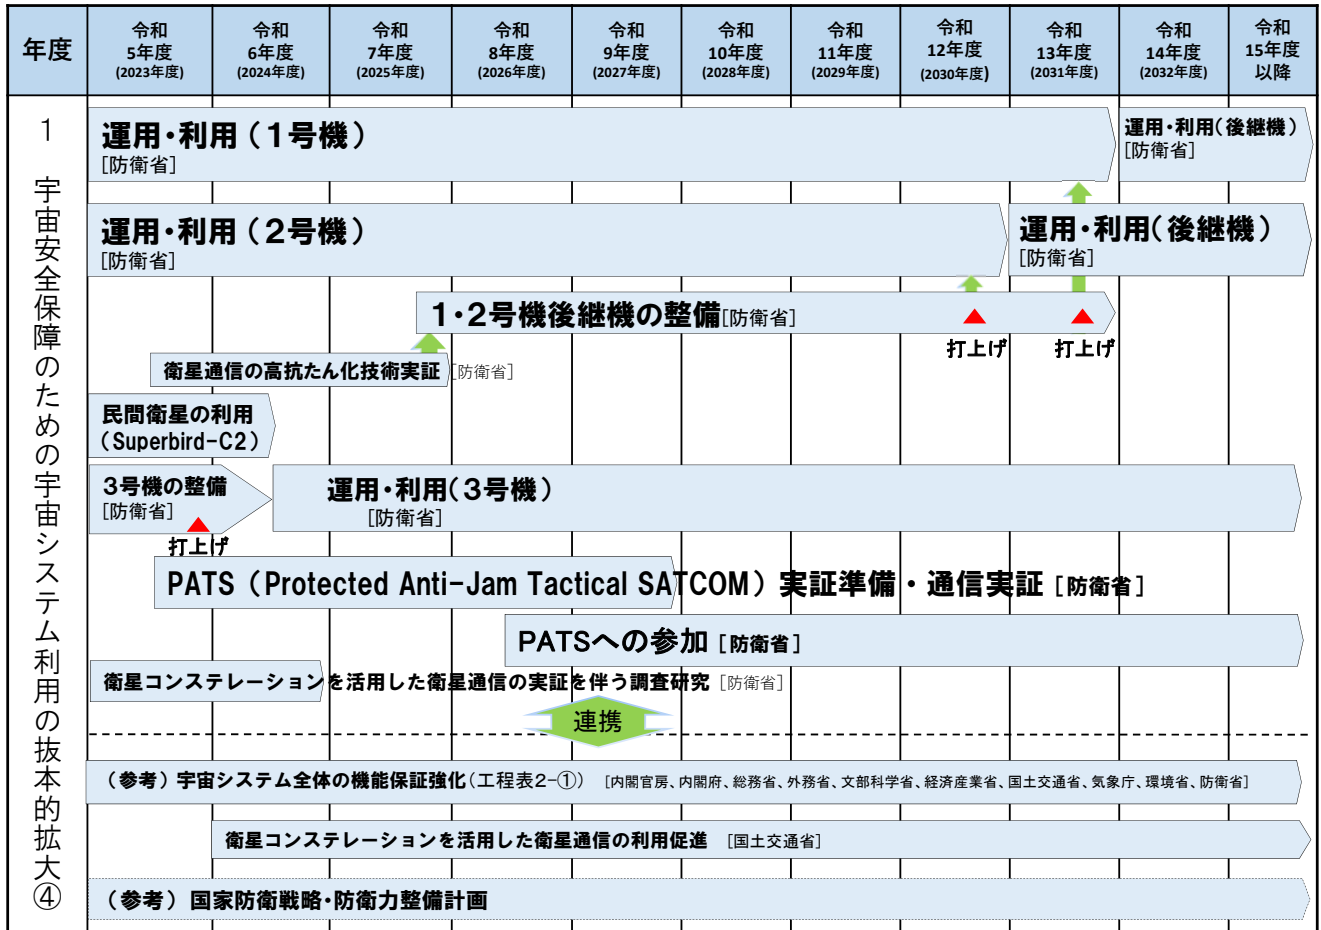 年度
令和
5年度
(2023年度)
令和
6年度
(2024年度)
令和
7年度
(2025年度)
令和
8年度
(2026年度)
令和
9年度
(2027年度)
令和
10年度
(2028年度)
令和
11年度
(2029年度)
令和
12年度
(2030年度)
令和
13年度
(2031年度)
令和
14年度
(2032年度)
令和
15年度
以降
1 宇宙安全保障のための宇宙システム利用の抜本的拡大④
運用・利用(1号機)
[防衛省]
運用・利用(後継機)
[防衛省]
運用・利用(2号機)
[防衛省]
運用・利用(後継機)
[防衛省]
1・2号機後継機の整備[防衛省]
打上げ
打上げ
衛星通信の高抗たん化技術実証 [防衛省]
民間衛星の利用
(Superbird-C2)
3号機の整備
[防衛省]
打上げ
運用・利用(3号機)
[防衛省]
PATS(Protected Anti-Jam Tactical SATCOM)実証準備・通信実証[防衛省]
PATSへの参加[防衛省]
衛星コンステレーションを活用した衛星通信の実証を伴う調査研究 [防衛省]
連携
(参考)宇宙システム全体の機能保証強化(工程表2-①) [内閣官房、内閣府、総務省、外務省、文部科学省、経済産業省、国土交通省、気象庁、環境省、防衛省]
衛星コンステレーションを活用した衛星通信の利用促進 [国土交通省]
(参考)国家防衛戦略・防衛力整備計画